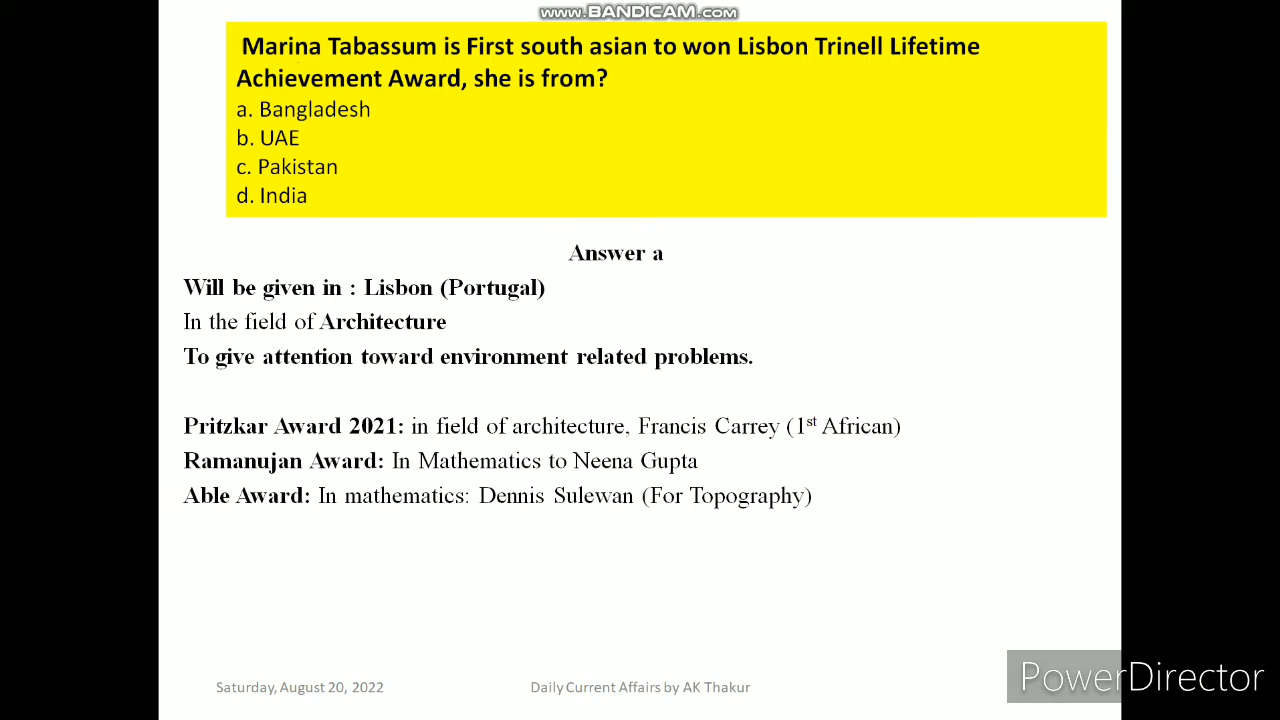 www.BANDICAM.com
Marina Tabassum is First south asian to won Lisbon Trinell Lifetime
Achievement Award, she is from?
a. Bangladesh
b. UAE
c. Pakistan
d. India
Answer a
Will be given in : Lisbon (Portugal)
In the field of Architecture
To give attention toward environment related problems.
Pritzkar Award 2021: in field of architecture, Francis Carrey (1st African)
Ramanujan Award: In Mathematics to Neena Gupta
Able Award: In mathematics: Dennis Sulewan (For Topography)
Saturday, August 20, 2022
Daily Current Affairs by AK Thakur
PowerDirector